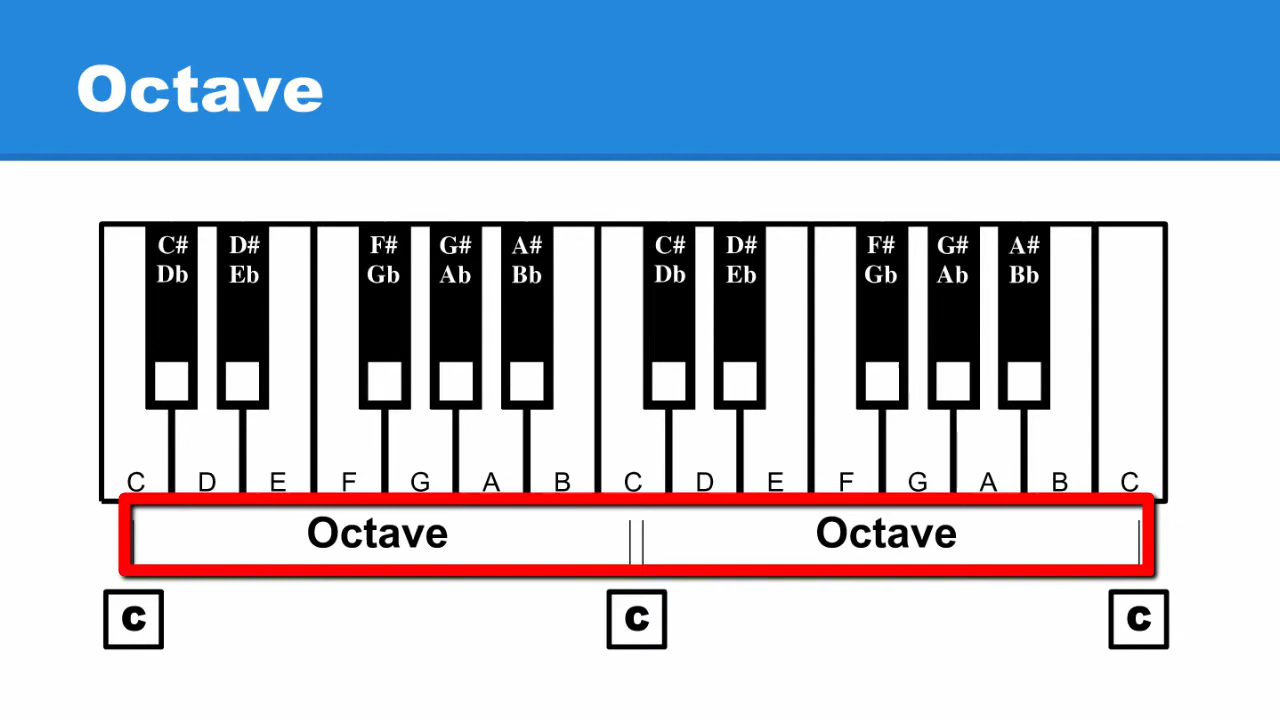 Octave
C# D# F# G# A# C# D# F# G# A#
Db Eb Gb Ab Bb Db Eb Gb Ab Bb
C D E F G A B C D E F G A B C
Octave Octave
C C C